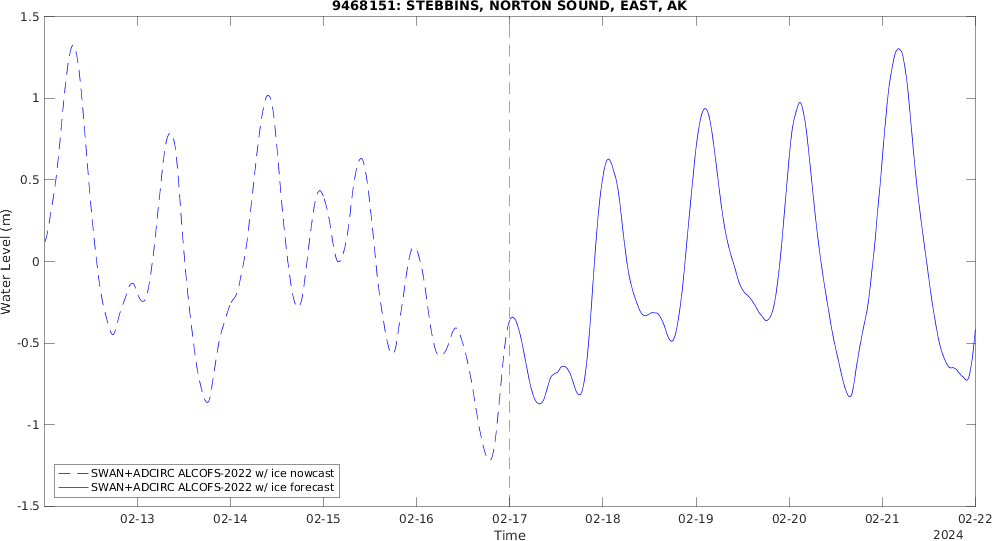 9468151: STEBBINS, NORTON SOUND, EAST, AK
1.5
1
0.5
0
-0.5
-1
-1.5
Water Level (m)
SWAN+ADCIRC ALCOFS-2022 w/ ice nowcast
SWAN+ADCIRC ALCOFS-2022 w/ ice forecast
02-13 02-14 02-15 02-16 02-17 02-18 02-19 02-20 02-21 02-22
Time
2024